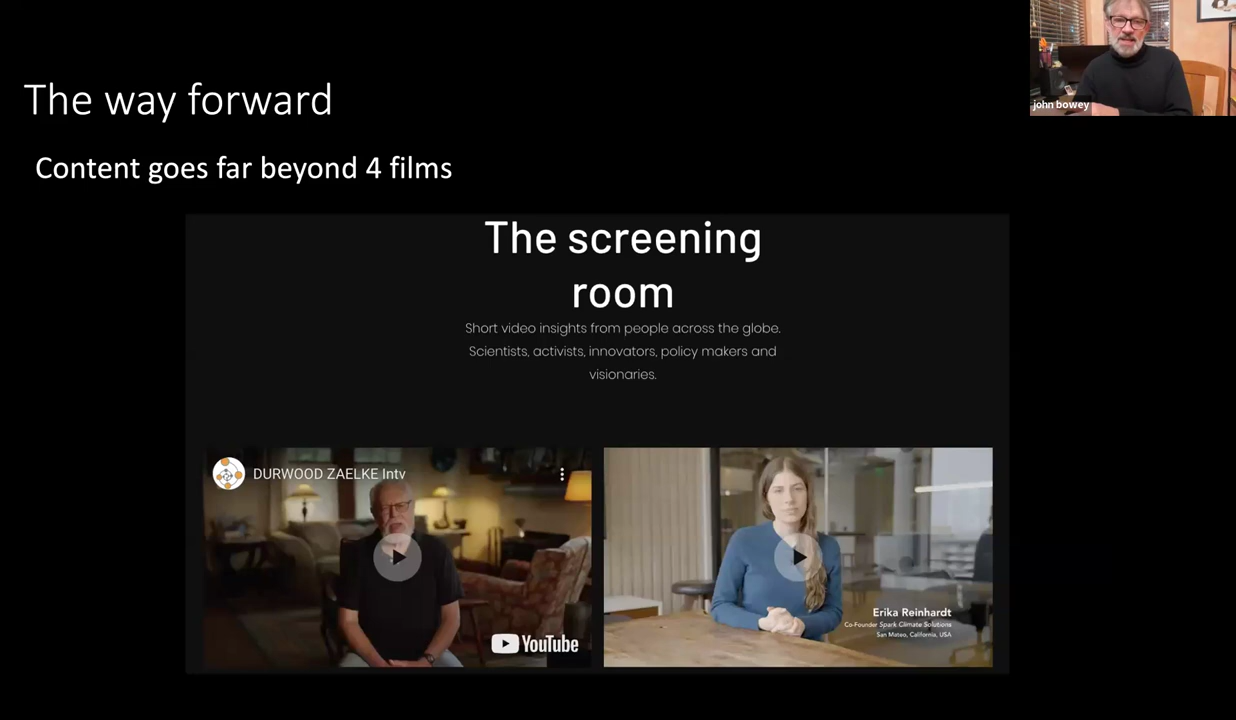 The way forward
john bowey
Content goes far beyond 4 films
The screening
room
Short video insights from people across the globe.
Scientists, activists, innovators, policy makers and
visionaries.
DURWOOD ZAELKE Intv
YouTube
Erika Reinhardt
Co-Founder Spark Climate Solutions
San Mateo, California, USA